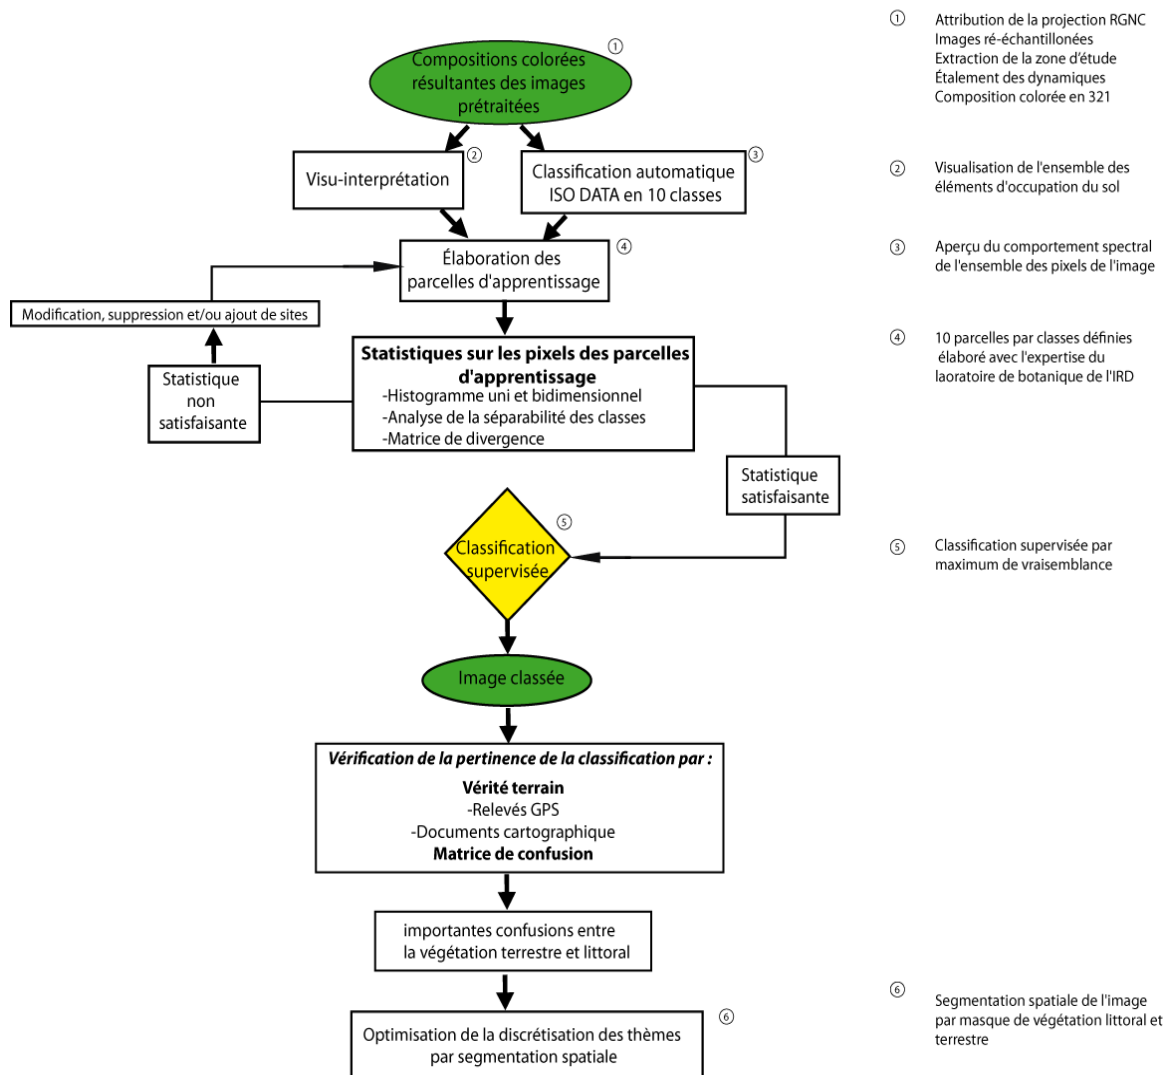 ①
Compositions colorées
résultantes des images
prétraitées
②
Visu-interprétation
③
Classification automatique
ISO DATA en 10 classes
④
Élaboration des
parcelles d'apprentissage
Modification, suppression et/ou ajout de sites
Statistique
non
satisfaisante
Statistiques sur les pixels des parcelles
d'apprentissage
-Histogramme uni et bidimensionnel
-Analyse de la séparabilité des classes
-Matrice de divergence
Statistique
satisfaisante
⑤
Classification
supervisée
Image classée
Vérification de la pertinence de la classification par :
Vérité terrain
-Relevés GPS
-Documents cartographique
Matrice de confusion
importantes confusions entre
la végétation terrestre et littoral
⑥
Optimisation de la discrétisation des thèmes
par segmentation spatiale
① Attribution de la projection RGNC
Images ré-échantillonées
Extraction de la zone d'étude
Étalement des dynamiques
Composition colorée en 321
② Visualisation de l'ensemble des
éléments d'occupation du sol
③ Aperçu du comportement spectral
de l'ensemble des pixels de l'image
④ 10 parcelles par classes définies
élaboré avec l'expertise du
laoratoire de botanique de l'IRD
⑤ Classification supervisée par
maximum de vraisemblance
⑥ Segmentation spatiale de l'image
par masque de végétation littoral et
terrestre